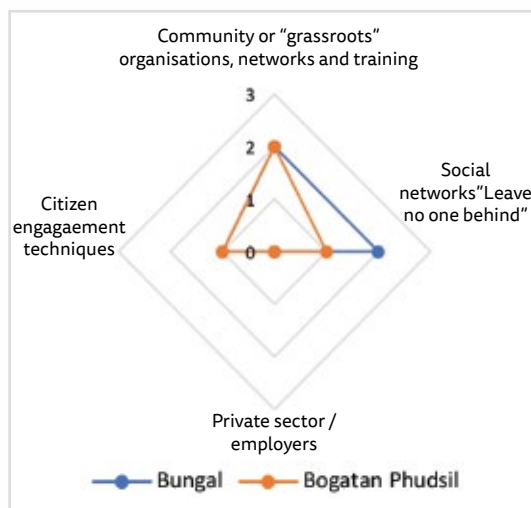 Community or “grassroots”
organisations, networks and training
3
2
Social
networks“Leave
no one behind”
1
Citizen
engagaement
techniques
0
Private sector /
employers
Bungal
Bogatan Phudsil